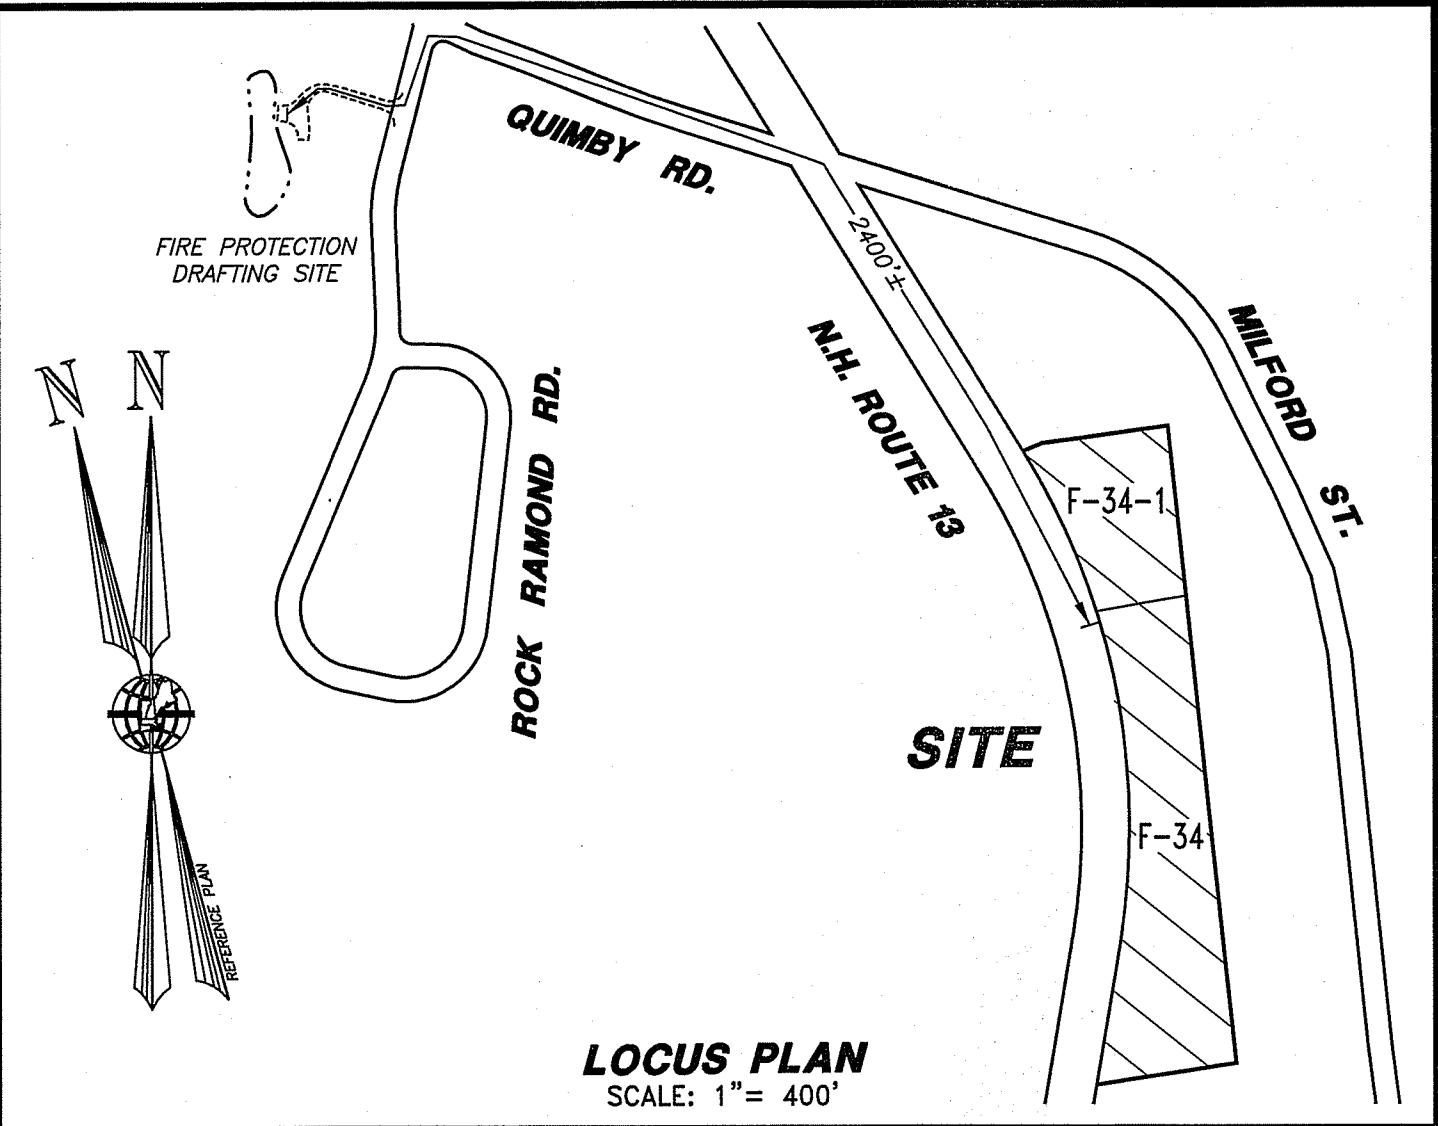 QUIMBY RD.
FIRE PROTECTION
DRAFTING SITE
2400'±
N.H. ROUTE 13
MILFORD ST.
N N
ROCK RAMOND RD.
F-34-1
SITE
F-34
REFERENCE PLAN
LOCUS PLAN
SCALE: 1"= 400'